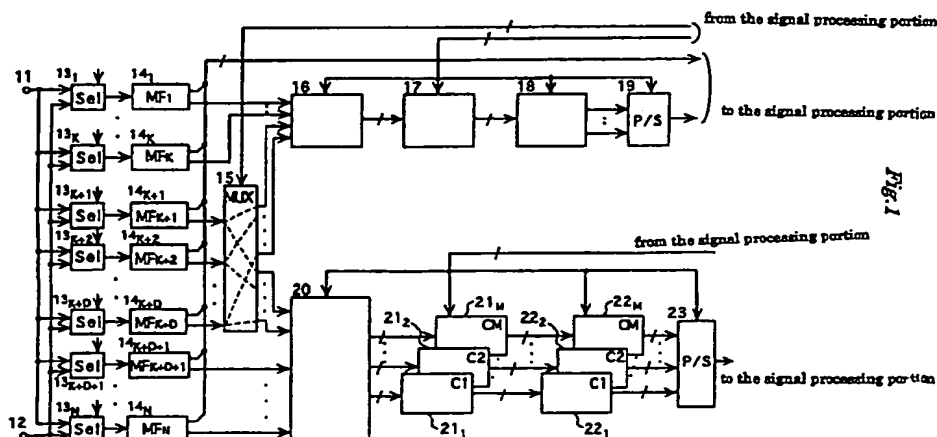 from the signal processing portion
11
13₁
Sel
14₁
MF₁
16
17
18
19
P/S
to the signal processing portion
13K
Sel
14K
MFK
15
MUX
13K+1
Sel
14K+1
MFK+1
13K+2
Sel
14K+2
MFK+2
13K+D
Sel
14K+D
MFK+D
Sel
13K+D+1
14K+D+1
MFK+D+1
13N
Sel
14N
MFN
12
Fig.1
from the signal processing portion
20
21M
CM
21₂
C2
C1
21₁
22M
CM
22₂
C2
C1
22₁
23
P/S
to the signal processing portion